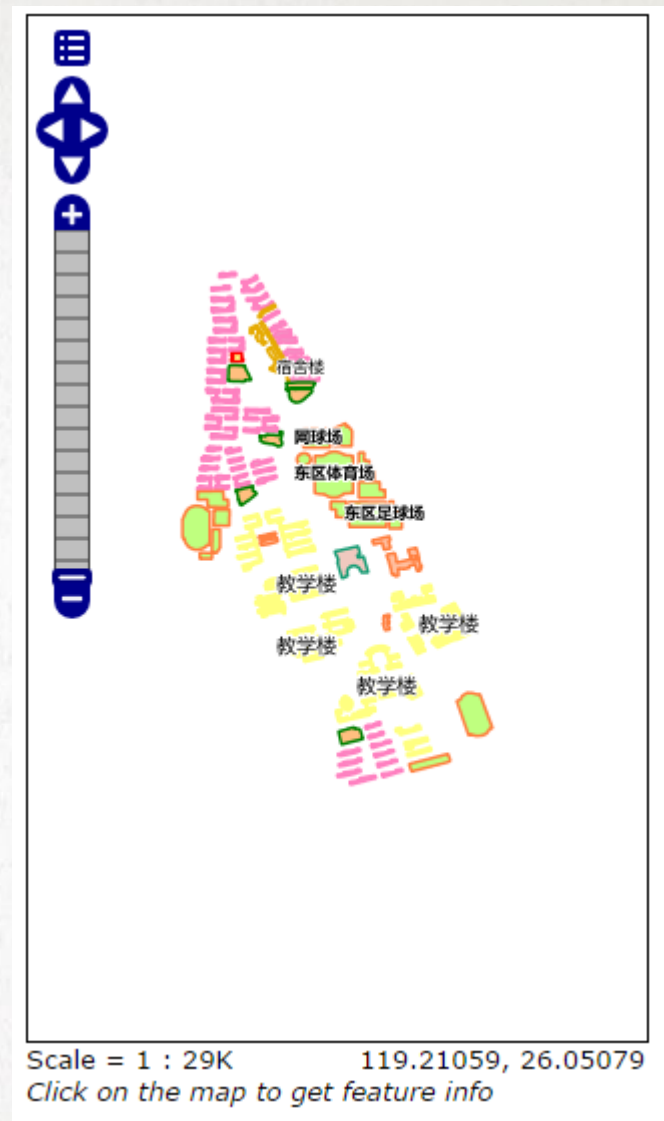 宿舍楼
网球场
东区体育场
东区足球场
教学楼
教学楼
教学楼
教学楼
Scale = 1 : 29K 119.21059, 26.05079
Click on the map to get feature info